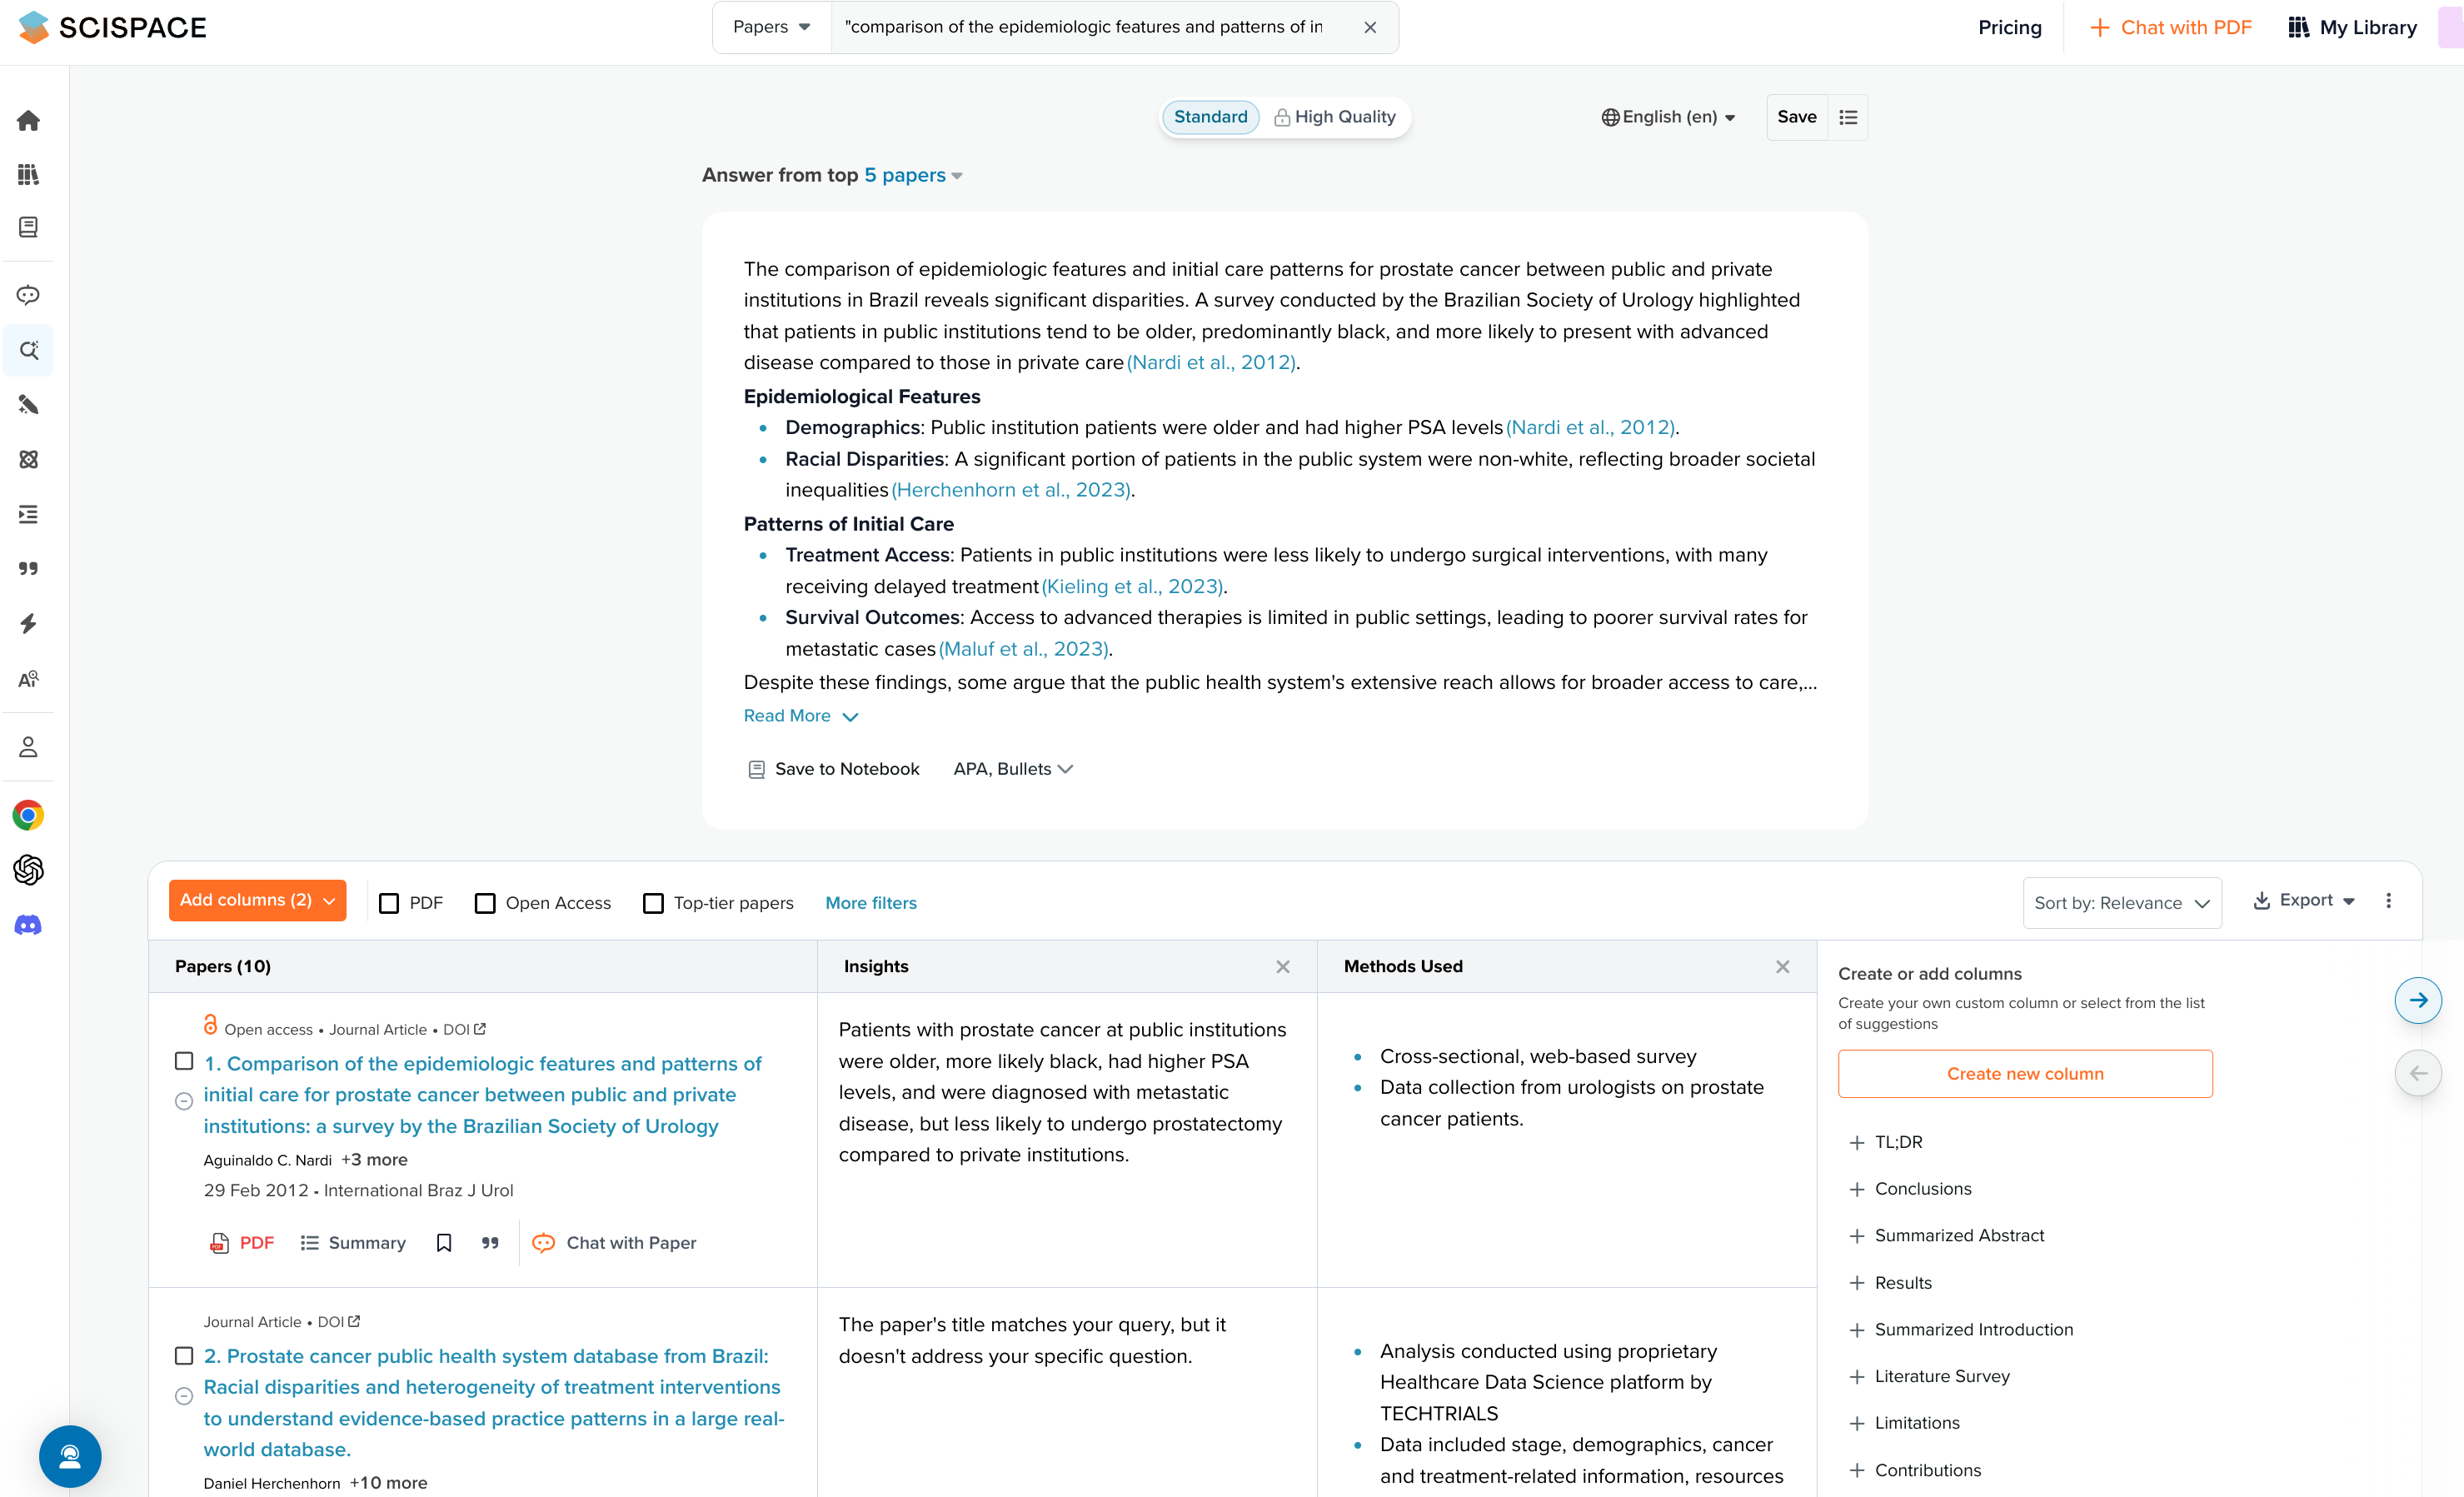 SCISPACE
Papers
"comparison of the epidemiologic features and patterns of in
Pricing
Chat with PDF
My Library
Standard
High Quality
English (en)
Save
Answer from top 5 papers
The comparison of epidemiologic features and initial care patterns for prostate cancer between public and private
institutions in Brazil reveals significant disparities. A survey conducted by the Brazilian Society of Urology highlighted
that patients in public institutions tend to be older, predominantly black, and more likely to present with advanced
disease compared to those in private care (Nardi et al., 2012).
Epidemiological Features
• Demographics: Public institution patients were older and had higher PSA levels (Nardi et al., 2012).
• Racial Disparities: A significant portion of patients in the public system were non-white, reflecting broader societal
inequalities (Herchenhorn et al., 2023).
Patterns of Initial Care
• Treatment Access: Patients in public institutions were less likely to undergo surgical interventions, with many
receiving delayed treatment (Kieling et al., 2023).
• Survival Outcomes: Access to advanced therapies is limited in public settings, leading to poorer survival rates for
metastatic cases (Maluf et al., 2023).
Despite these findings, some argue that the public health system's extensive reach allows for broader access to care,...
Read More
Save to Notebook
APA, Bullets
Add columns (2)
PDF
Open Access
Top-tier papers
More filters
Sort by: Relevance
Export
Papers (10)
Insights
Methods Used
Open access • Journal Article • DOI
1. Comparison of the epidemiologic features and patterns of
initial care for prostate cancer between public and private
institutions: a survey by the Brazilian Society of Urology
Aguinaldo C. Nardi +3 more
29 Feb 2012 • International Braz J Urol
PDF
Summary
Chat with Paper
Patients with prostate cancer at public institutions
were older, more likely black, had higher PSA
levels, and were diagnosed with metastatic
disease, but less likely to undergo prostatectomy
compared to private institutions.
• Cross-sectional, web-based survey
• Data collection from urologists on prostate
cancer patients.
Journal Article • DOI
2. Prostate cancer public health system database from Brazil:
Racial disparities and heterogeneity of treatment interventions
to understand evidence-based practice patterns in a large real-
world database.
Daniel Herchenhorn +10 more
The paper's title matches your query, but it
doesn't address your specific question.
• Analysis conducted using proprietary
Healthcare Data Science platform by
TECHTRIALS
• Data included stage, demographics, cancer
and treatment-related information, resources
Create or add columns
Create your own custom column or select from the list
of suggestions
Create new column
TL;DR
Conclusions
Summarized Abstract
Results
Summarized Introduction
Literature Survey
Limitations
Contributions